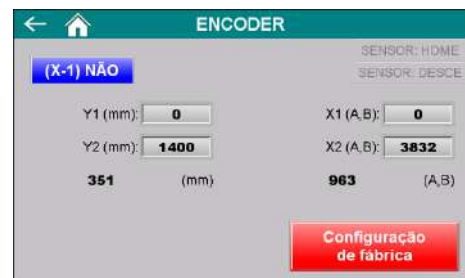 ENCODER
SENSOR: HOME
(X-1) NÃO
SENSOR: DESCE
Y1 (mm): 0 X1 (A,B): 0
Y2 (mm): 1400 X2 (A,B): 3832
351 (mm) 963 (A,B)
Configuração
de fábrica